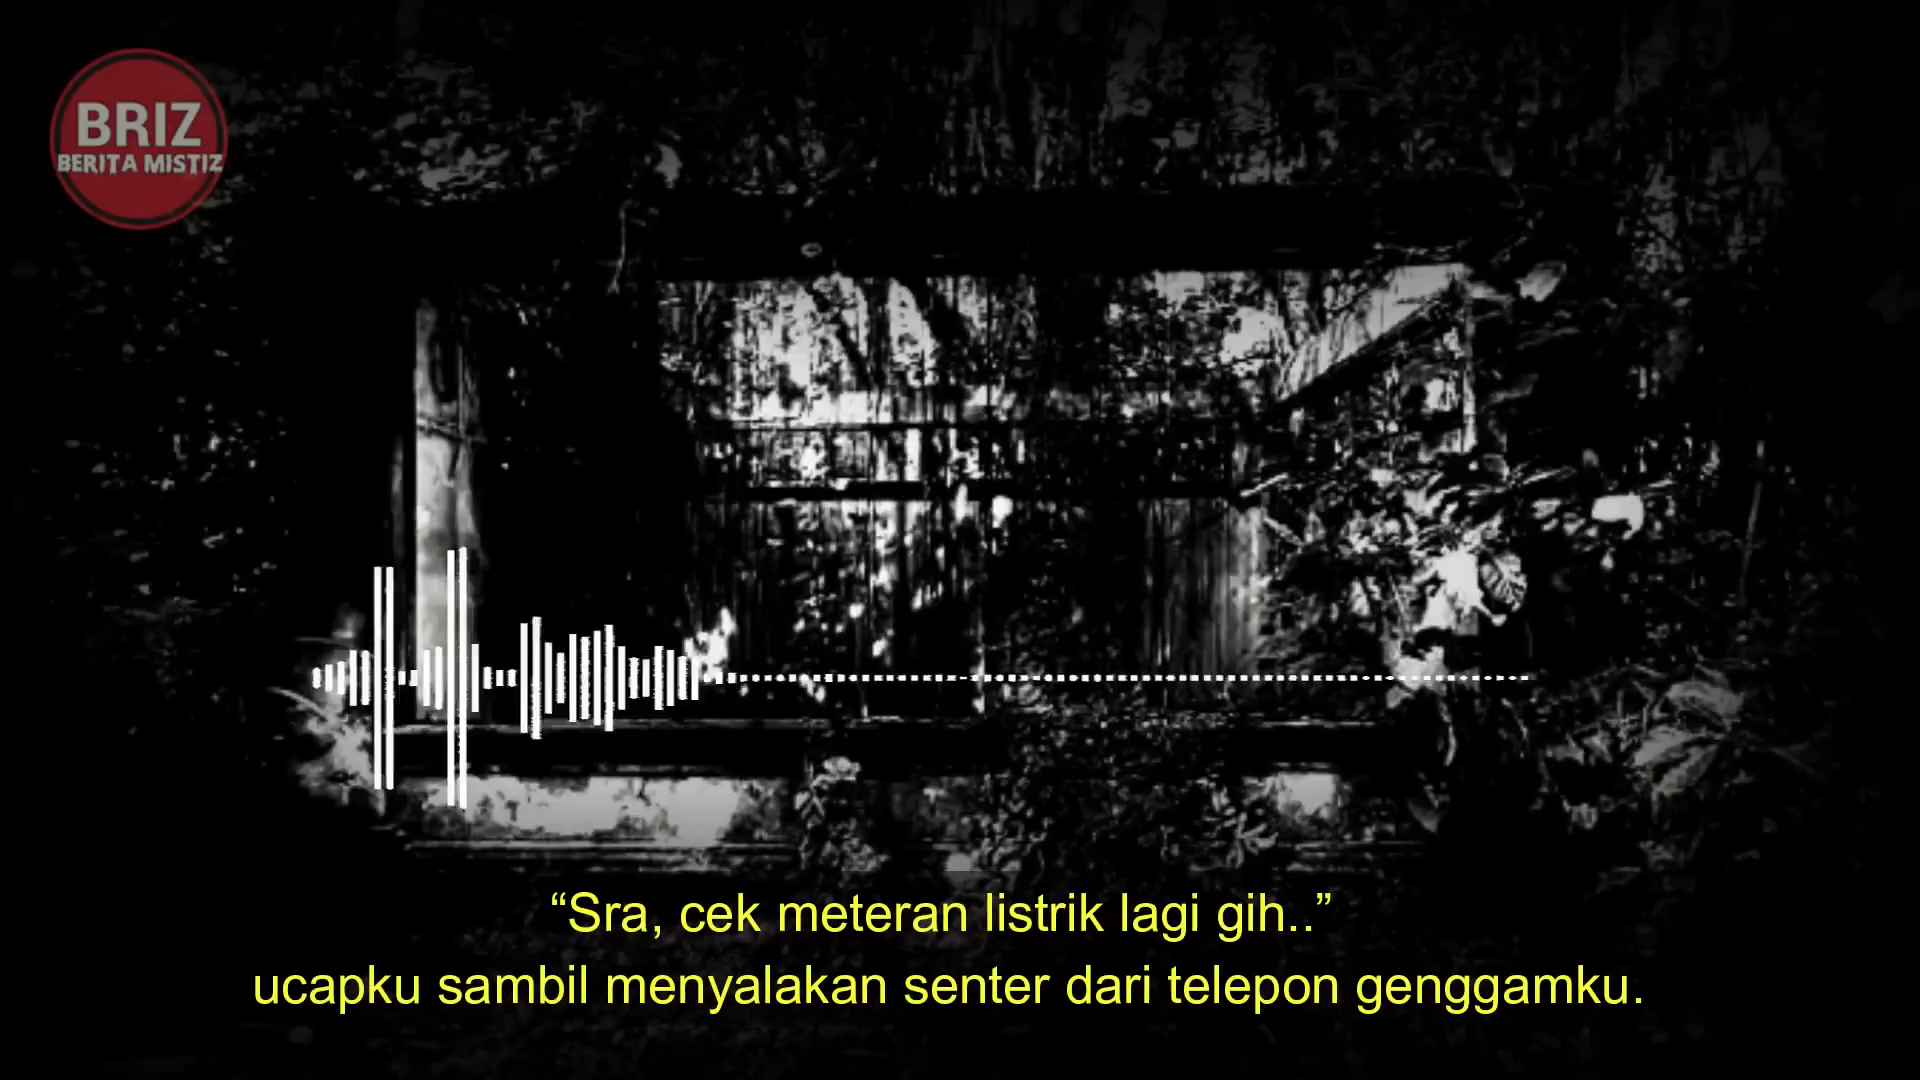 BRIZ
BERITA MISTIZ
“Sra, cek meteran listrik lagi gih..”
ucapku sambil menyalakan senter dari telepon genggamku.